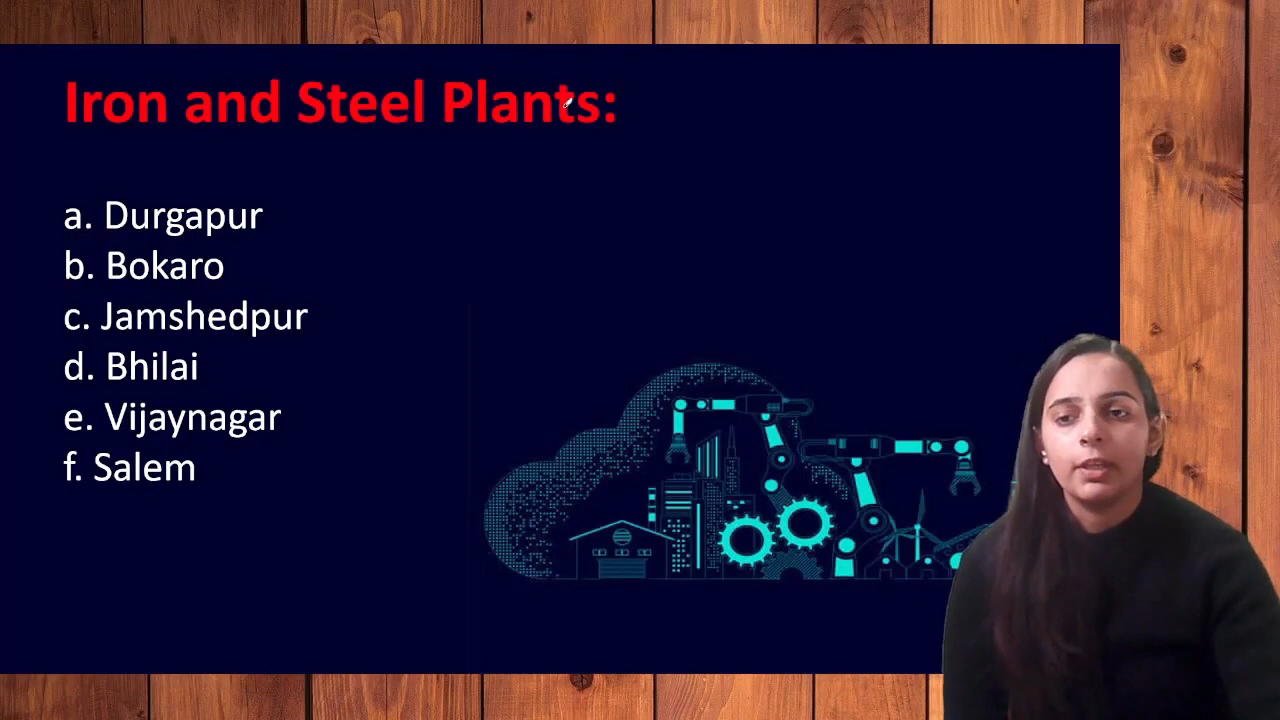 Iron and Steel Plants:
a. Durgapur
b. Bokaro
c. Jamshedpur
d. Bhilai
e. Vijaynagar
f. Salem